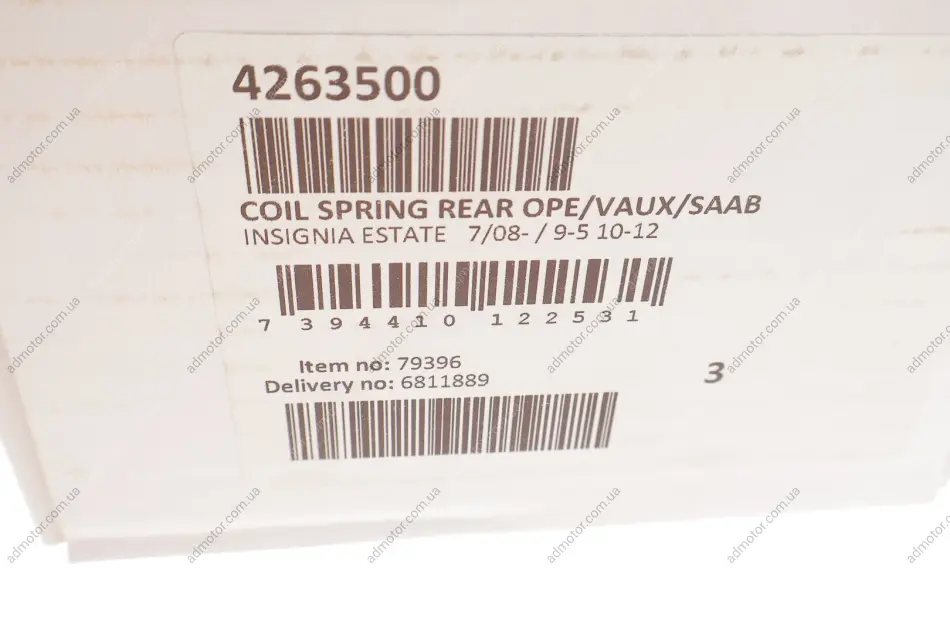 4263500
COIL SPRING REAR OPE/VAUX/SAAB
INSIGNIA ESTATE 7/08- / 9-5 10-12
7 394410 122531
Item no: 79396
Delivery no: 6811889
3
admotor.com.ua